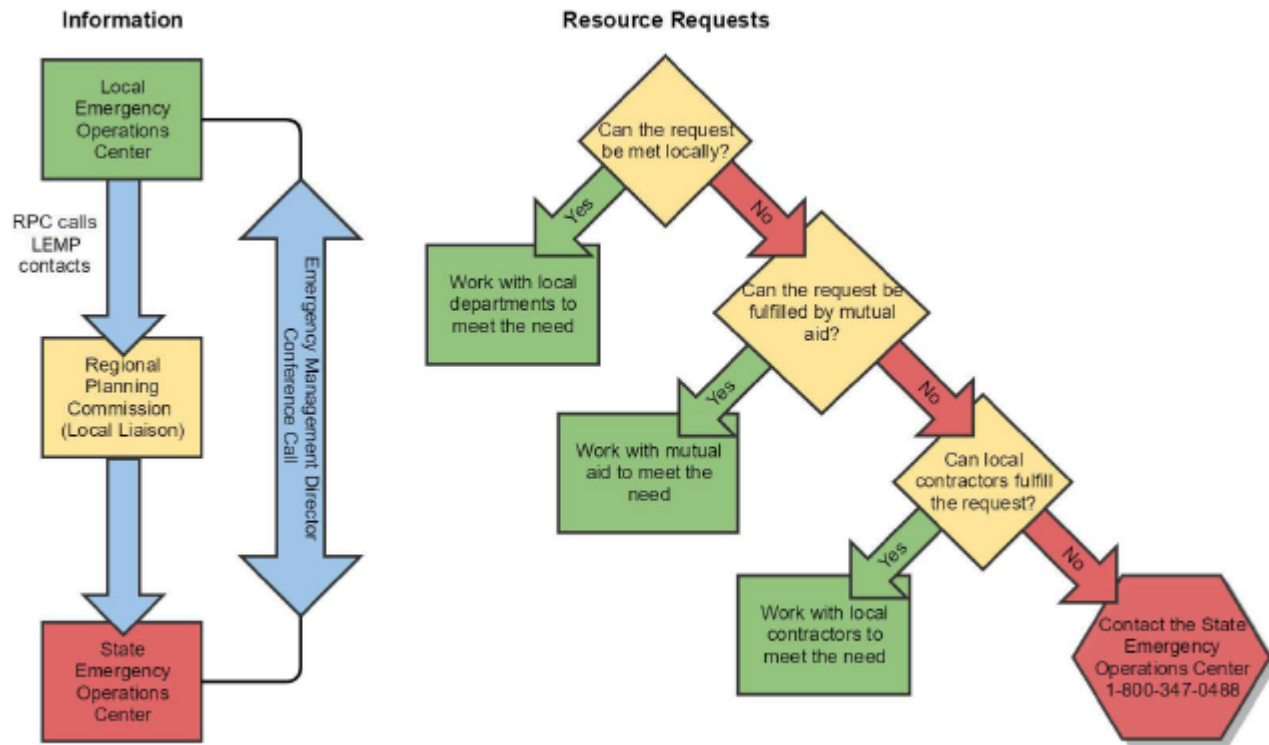 Information
Local
Emergency
Operations
Center
RPC calls
LEMP
contacts
Regional
Planning
Commission
(Local Liaison)
State
Emergency
Operations
Center
Emergency Management Director
Conference Call
Resource Requests
Can the request
be met locally?
Yes
No
Work with local
departments to
meet the need
Can the request be
fulfilled by mutual
aid?
Yes
No
Work with mutual
aid to meet the
need
Can local
contractors fulfill
the request?
Yes
No
Work with local
contractors to
meet the need
Contact the State
Emergency
Operations Center
1-800-347-0488